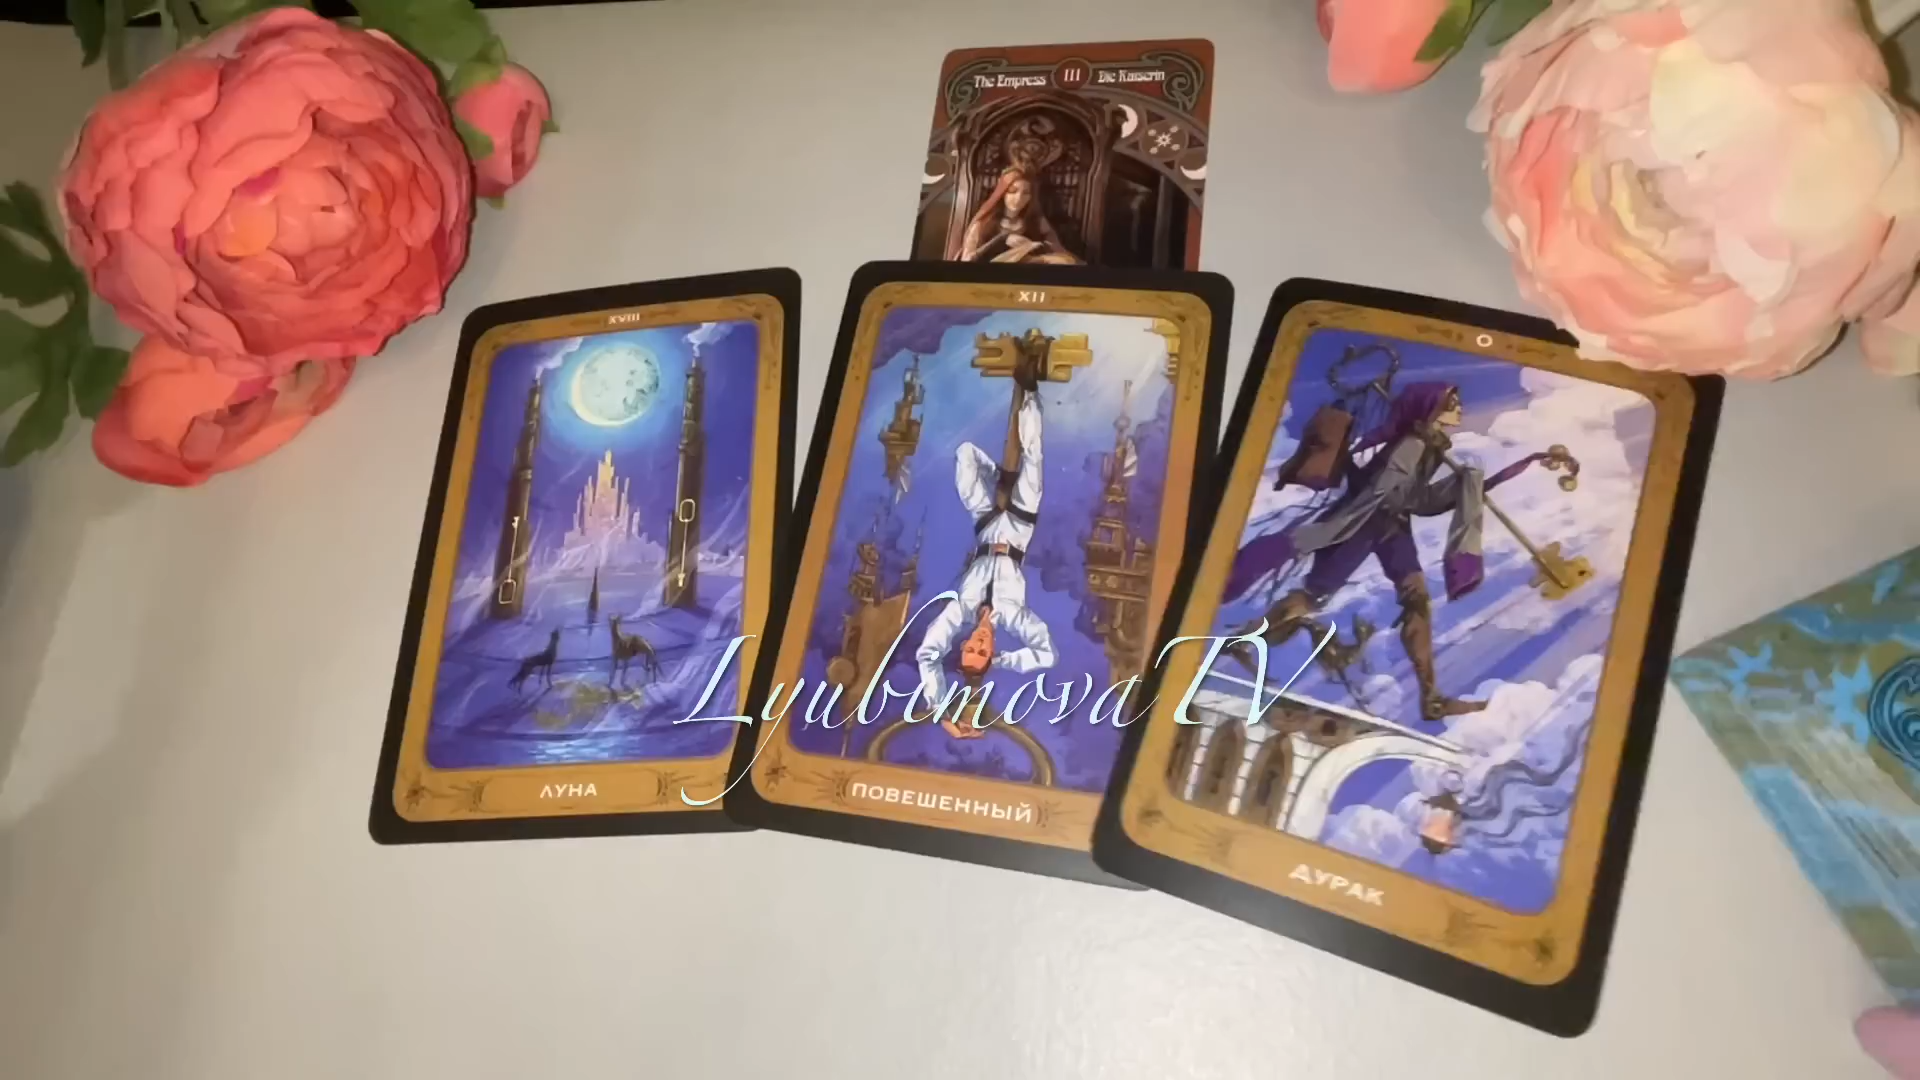 The Empress III Die Kaiserin
XVIII
XII
0
LyubimovaTV
ЛУНА
ПОВЕШЕННЫЙ
ДУРАК